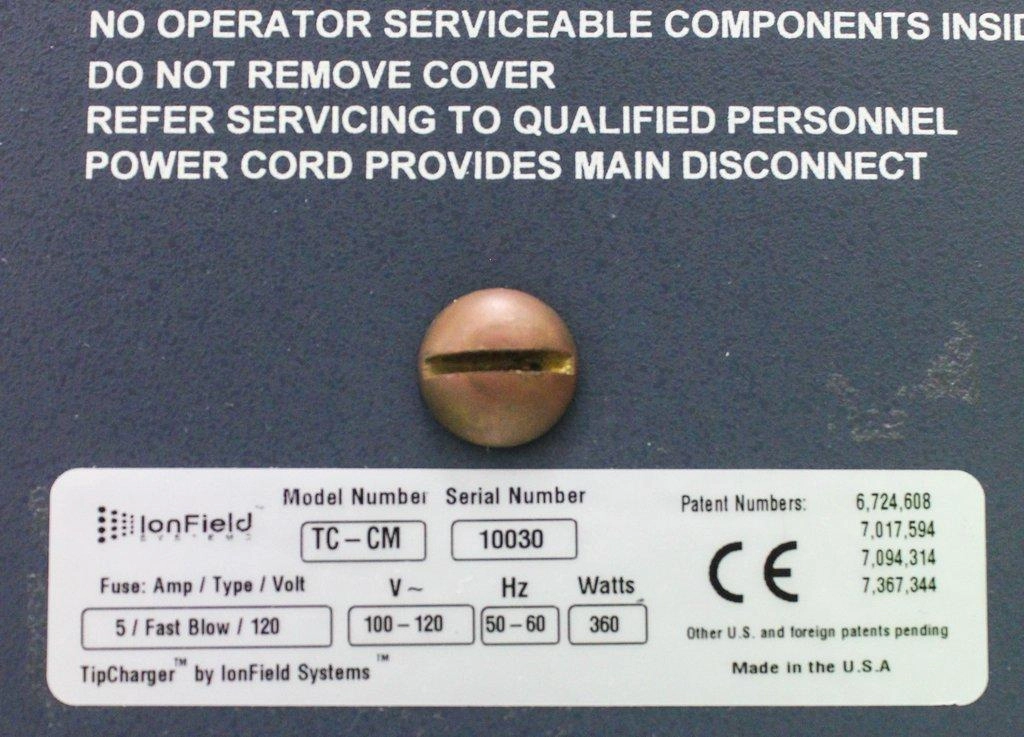 NO OPERATOR SERVICEABLE COMPONENTS INSID
DO NOT REMOVE COVER
REFER SERVICING TO QUALIFIED PERSONNEL
POWER CORD PROVIDES MAIN DISCONNECT
IonField™
SYSTEMS
Model Number Serial Number
TC-CM 10030
Patent Numbers: 6,724,608
7,017,594
7,094,314
7,367,344
CE
Fuse: Amp / Type / Volt V~ Hz Watts
5 / Fast Blow / 120 100-120 50-60 360
Other U.S. and foreign patents pending
TipCharger™ by IonField Systems™
Made in the U.S.A